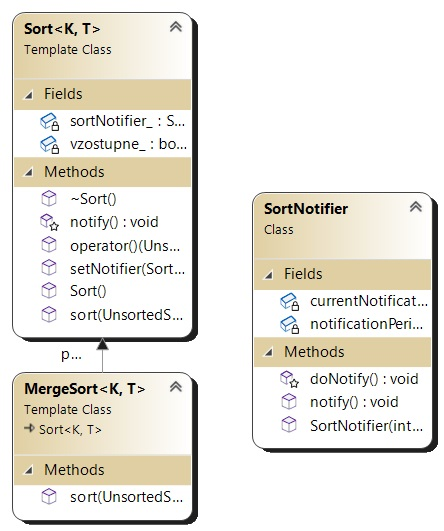 Sort<K, T>
Template Class
Fields
sortNotifier_ : S...
vzostupne_ : bo...
Methods
~Sort()
notify() : void
operator()(Uns...
setNotifier(Sort...
Sort()
sort(UnsortedS...
p...
MergeSort<K, T>
Template Class
Sort<K, T>
Methods
sort(UnsortedS...
SortNotifier
Class
Fields
currentNotificat...
notificationPeri...
Methods
doNotify() : void
notify() : void
SortNotifier(int...